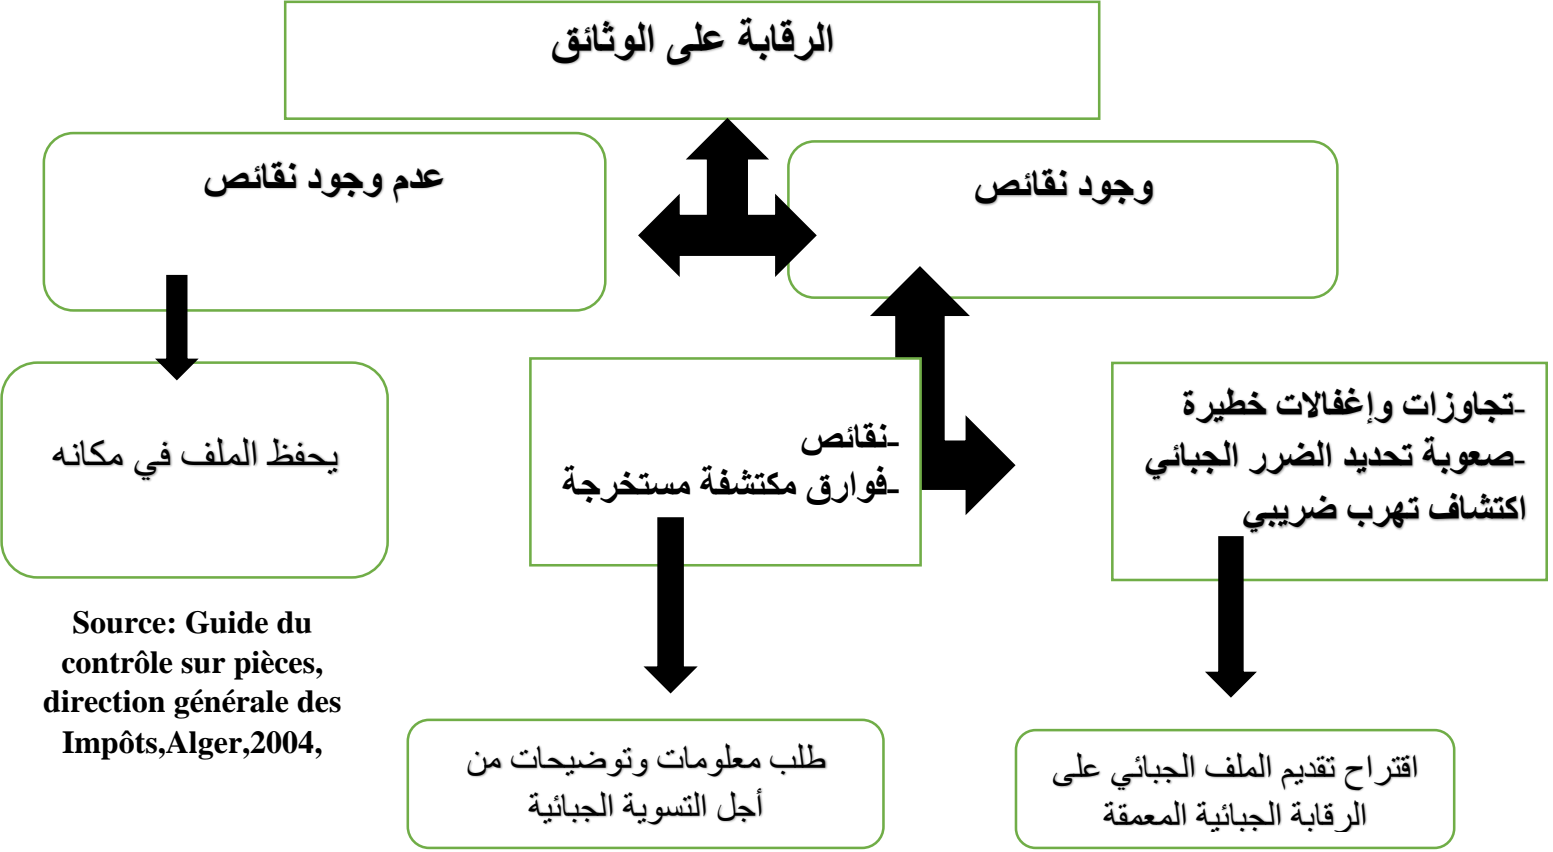 الرقابة على الوثائق
وجود نقائص
عدم وجود نقائص
-تجاوزات وإغفالات خطيرة
-صعوبة تحديد الضرر الجبائي
اكتشاف تهرب ضريبي
-نقائص
-فوارق مكتشفة مستخرجة
يحفظ الملف في مكانه
اقتراح تقديم الملف الجبائي على
الرقابة الجبائية المعمقة
طلب معلومات وتوضيحات من
أجل التسوية الجبائية
Source: Guide du
contrôle sur pièces,
direction générale des
Impôts,Alger,2004,